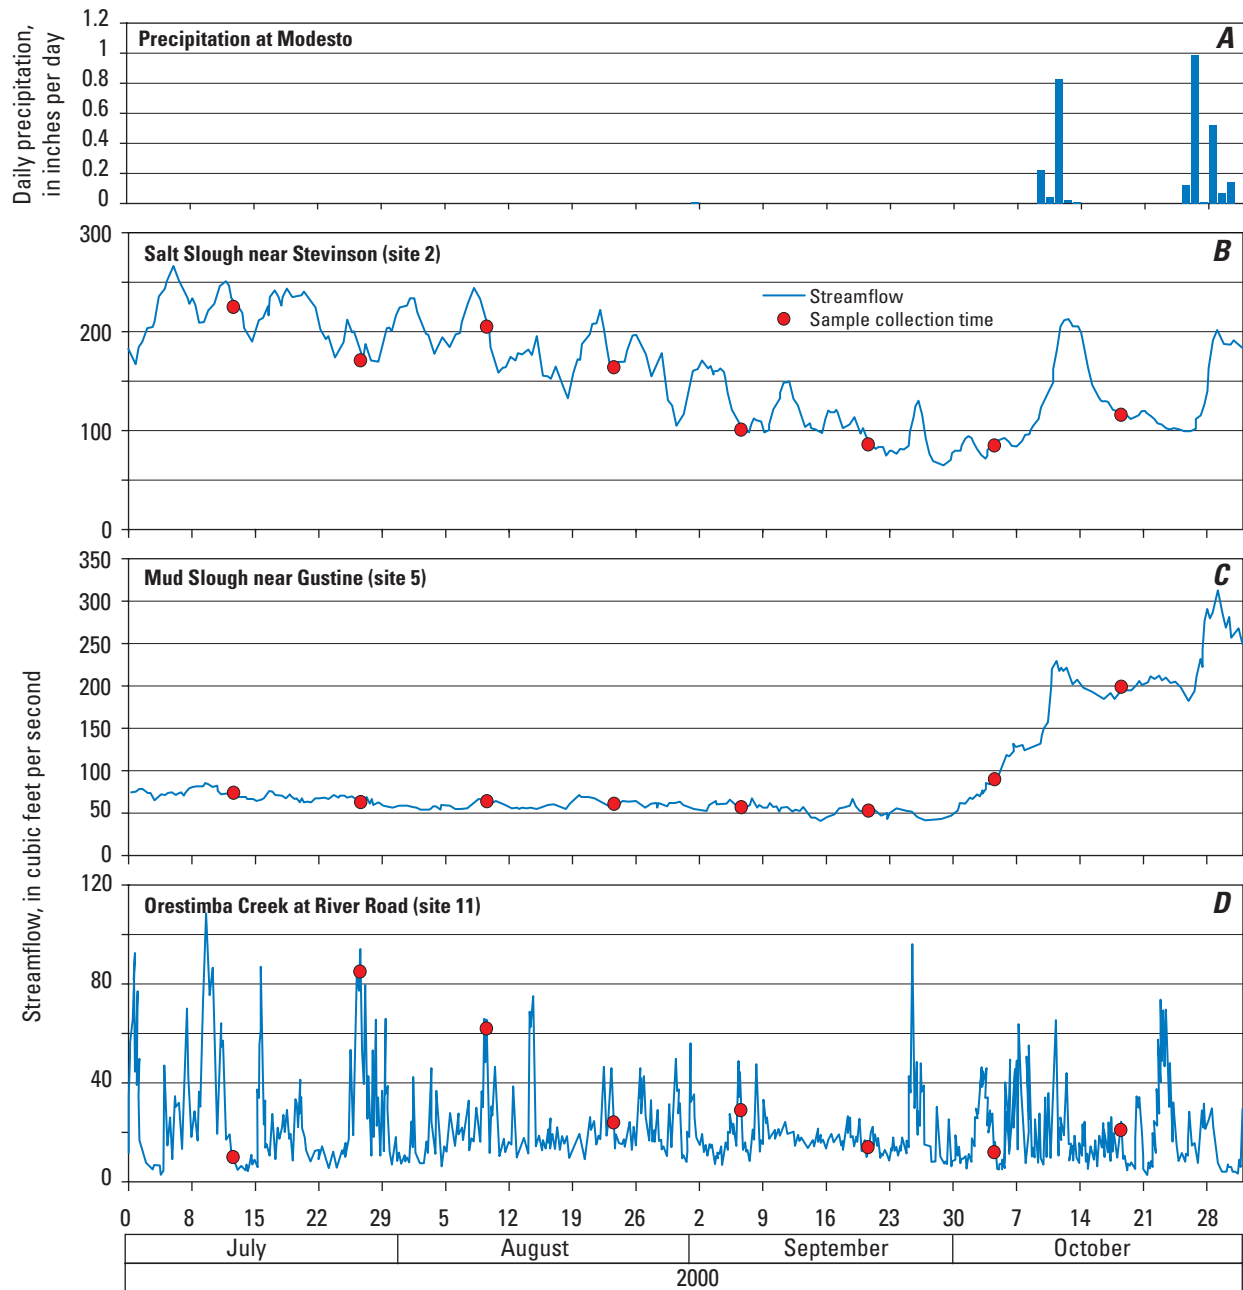 Precipitation at Modesto
A
Daily precipitation,
in inches per day
1.2
1
0.8
0.6
0.4
0.2
0
Salt Slough near Stevinson (site 2)
B
Streamflow
Sample collection time
300
200
100
0
Mud Slough near Gustine (site 5)
C
350
300
250
200
150
100
50
0
Streamflow, in cubic feet per second
Orestimba Creek at River Road (site 11)
D
120
80
40
0
0 8 15 22 29 5 12 19 26 2 9 16 23 30 7 14 21 28
July August September October
2000